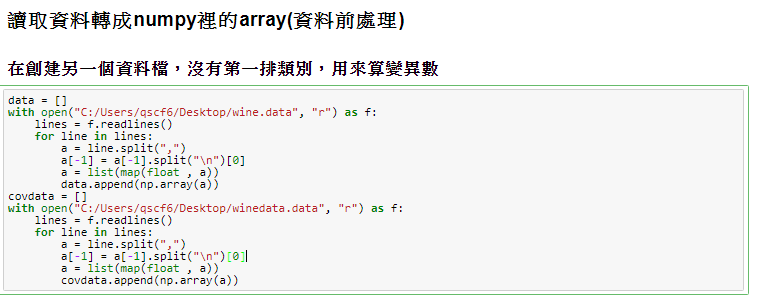 讀取資料轉成numpy裡的array(資料前處理)
在創建另一個資料檔，沒有第一排類別，用來算變異數
data = []
with open("C:/Users/qscf6/Desktop/wine.data", "r") as f:
    lines = f.readlines()
    for line in lines:
        a = line.split(",")
        a[-1] = a[-1].split("\n")[0]
        a = list(map(float , a))
        data.append(np.array(a))
covdata = []
with open("C:/Users/qscf6/Desktop/winedata.data", "r") as f:
    lines = f.readlines()
    for line in lines:
        a = line.split(",")
        a[-1] = a[-1].split("\n")[0]
        a = list(map(float , a))
        covdata.append(np.array(a))